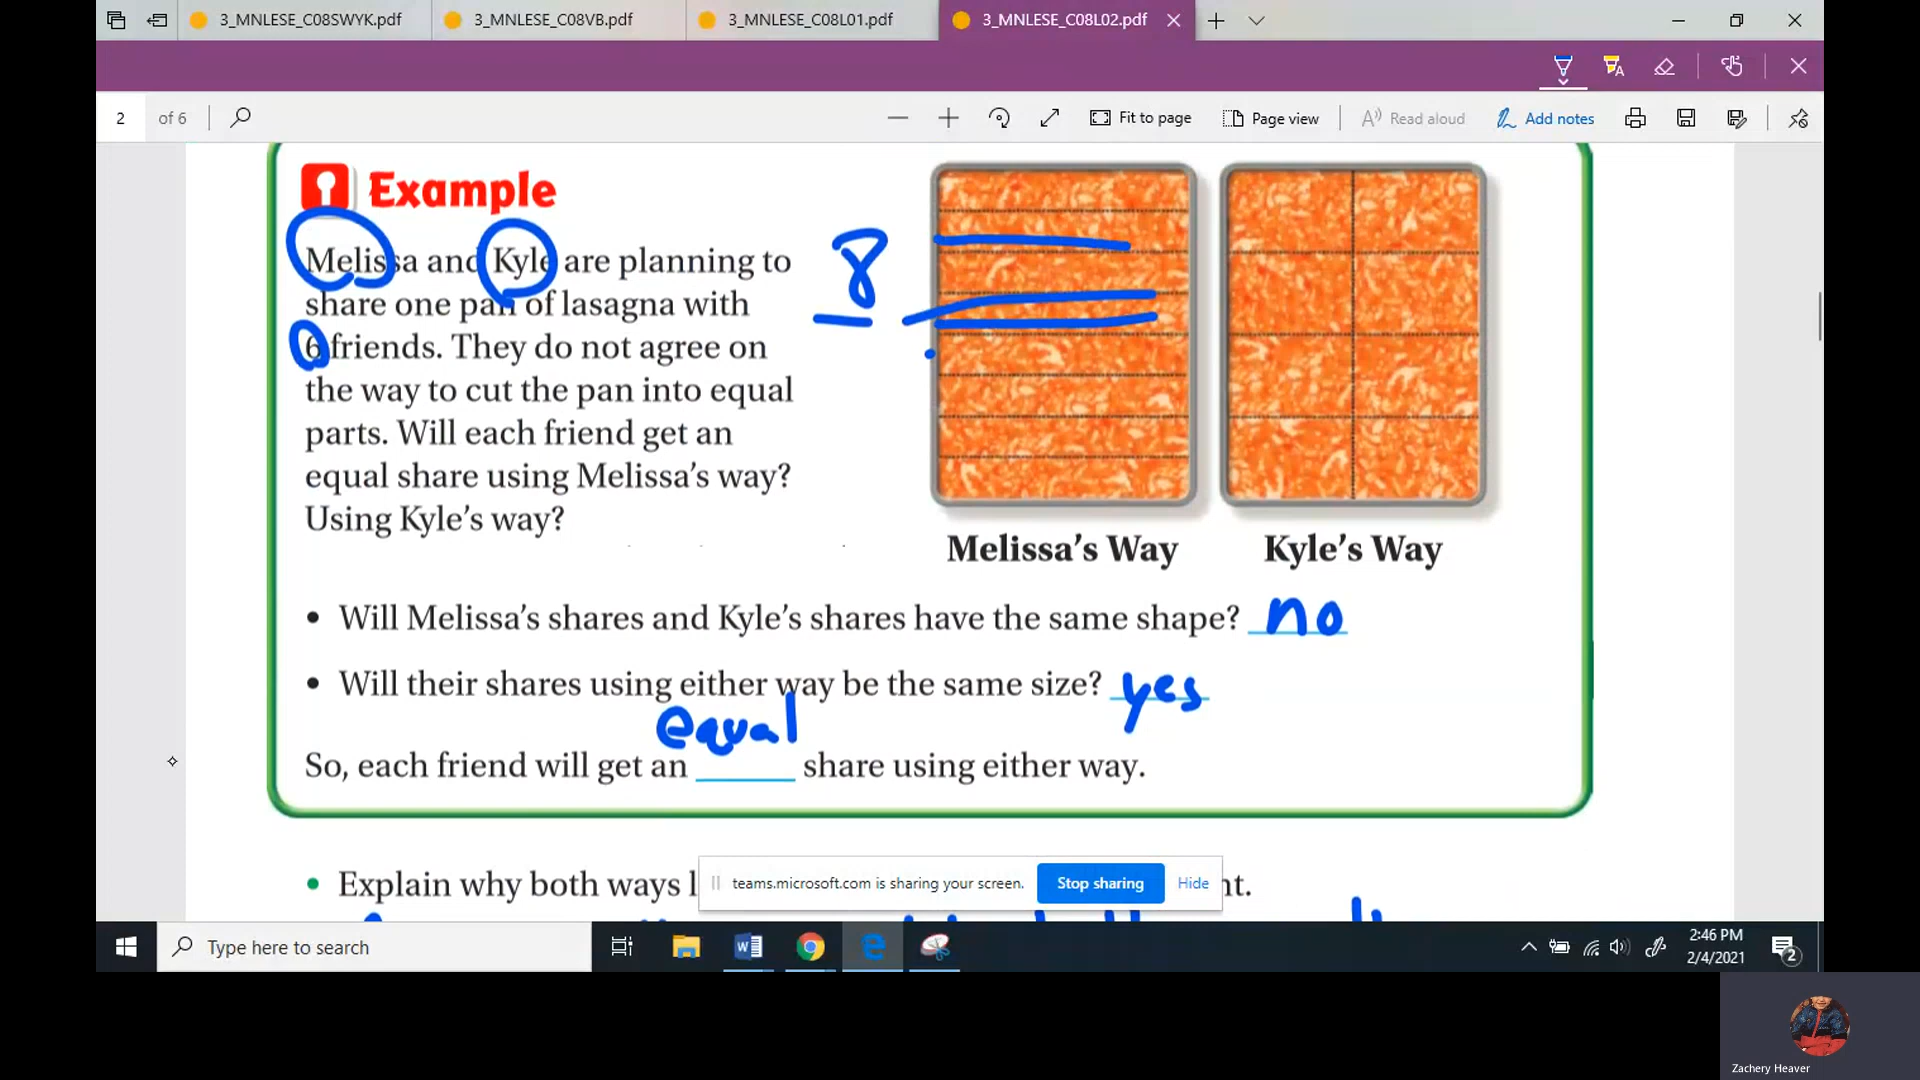 3_MNLESE_C08SWYK.pdf 3_MNLESE_C08VB.pdf 3_MNLESE_C08L01.pdf 3_MNLESE_C08L02.pdf
2 of 6 Fit to page Page view Read aloud Add notes
Example
Melissa and Kyle are planning to
share one pan of lasagna with
6 friends. They do not agree on
the way to cut the pan into equal
parts. Will each friend get an
equal share using Melissa's way?
Using Kyle's way?
8
Melissa's Way Kyle's Way
• Will Melissa's shares and Kyle's shares have the same shape? no
• Will their shares using either way be the same size? yes
equal
So, each friend will get an ____ share using either way.
• Explain why both ways
teams.microsoft.com is sharing your screen. Stop sharing Hide
Type here to search
2:46 PM
2/4/2021
2
Zachery Heaver